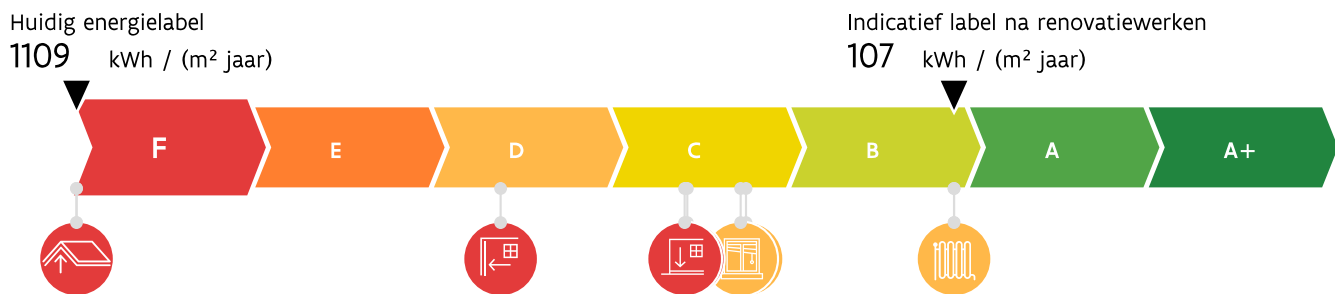 Huidig energielabel
1109 kWh / (m² jaar)
Indicatief label na renovatiewerken
107 kWh / (m² jaar)
F E D C B A A+